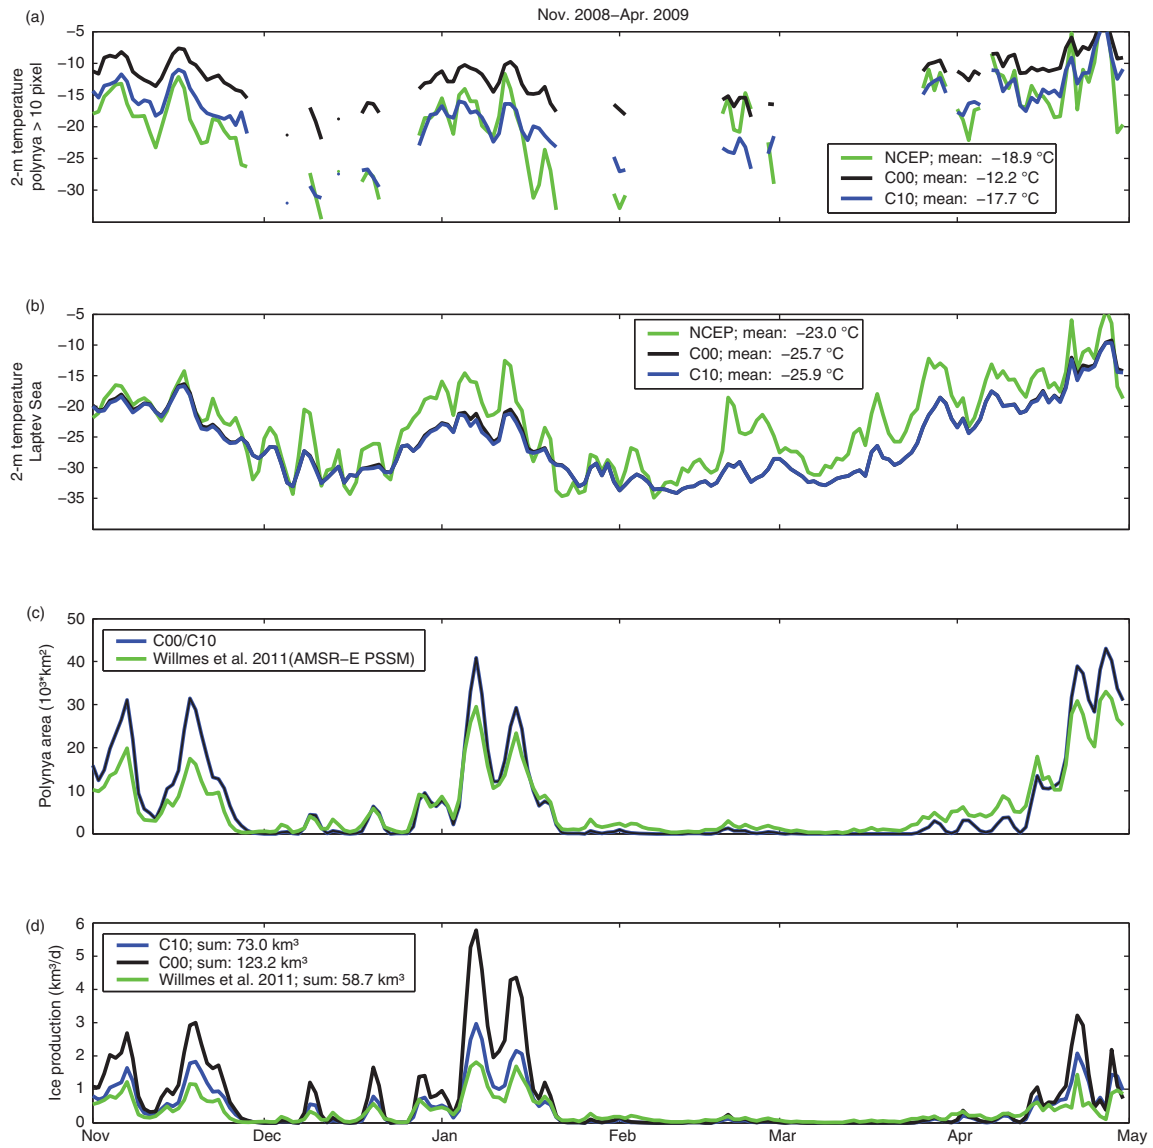 Nov. 2008–Apr. 2009
(a)
2-m temperature
polynya > 10 pixel
−5
−10
−15
−20
−25
−30
NCEP; mean: −18.9 °C
C00; mean: −12.2 °C
C10; mean: −17.7 °C
(b)
2-m temperature
Laptev Sea
−5
−10
−15
−20
−25
−30
−35
NCEP; mean: −23.0 °C
C00; mean: −25.7 °C
C10; mean: −25.9 °C
(c)
Polynya area (10³*km²)
50
40
30
20
10
0
C00/C10
Willmes et al. 2011(AMSR−E PSSM)
(d)
Ice production (km³/d)
6
5
4
3
2
1
0
C10; sum: 73.0 km³
C00; sum: 123.2 km³
Willmes et al. 2011; sum: 58.7 km³
Nov Dec Jan Feb Mar Apr May